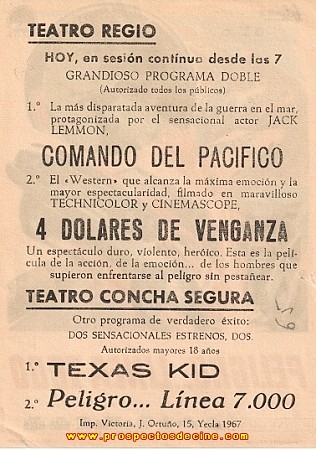 TEATRO REGIO
HOY, en sesión contínua desde las 7
GRANDIOSO PROGRAMA DOBLE
(Autorizado todos los públicos)
1.º La más disparatada aventura de la guerra en el mar,
protagonizada por el sensacional actor JACK
LEMMON,
COMANDO DEL PACIFICO
2.º El «Western» que alcanza la máxima emoción y la
mayor espectacularidad, filmado en maravilloso
TECHNICOLOR y CINEMASCOPE,
4 DOLARES DE VENGANZA
Un espectáculo duro, violento, heróico. Esta es la pelí-
cula de la acción, de la emoción... de los hombres que
supieron enfrentarse al peligro sin pestañear.
TEATRO CONCHA SEGURA
Otro programa de verdadero éxito:
DOS SENSACIONALES ESTRENOS, DOS.
Autorizados mayores 18 años
1.º TEXAS KID
2.º Peligro... Línea 7.000
Imp. Victoria, J. Ortuño, 15, Yecla 1967
www.prospectosdecine.com